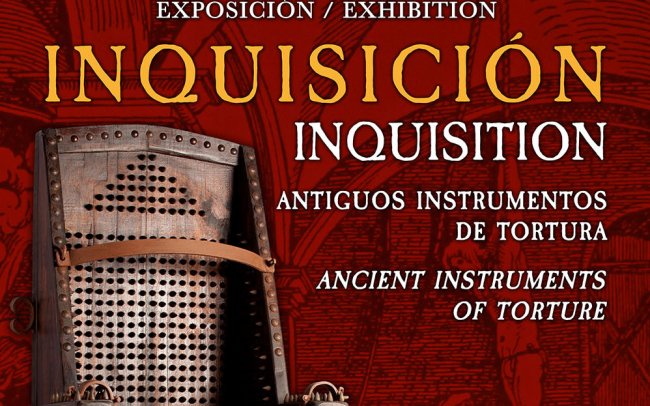 EXPOSICIÓN / EXHIBITION
INQUISICIÓN
INQUISITION
ANTIGUOS INSTRUMENTOS
DE TORTURA
ANCIENT INSTRUMENTS
OF TORTURE